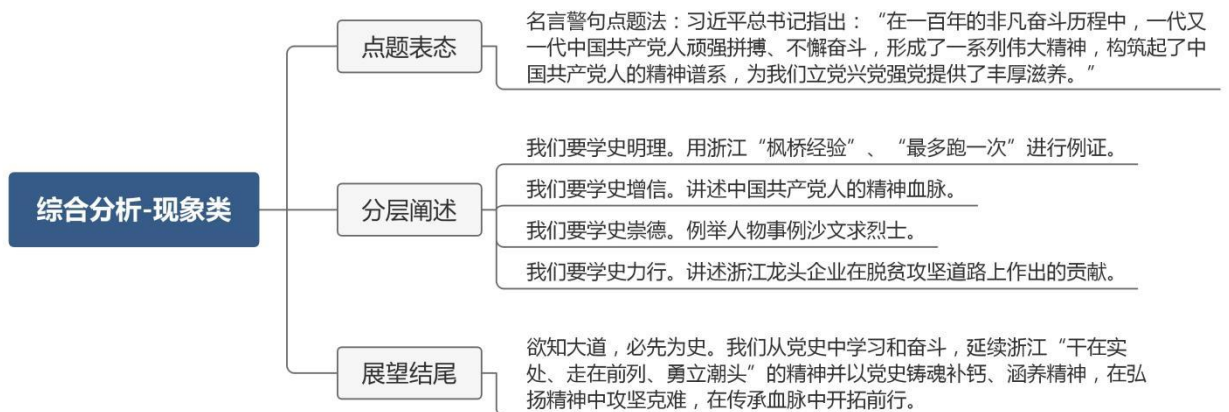 综合分析-现象类
点题表态
名言警句点题法：习近平总书记指出：“在一百年的非凡奋斗历程中，一代又
一代中国共产党人顽强拼搏、不懈奋斗，形成了一系列伟大精神，构筑起了中
国共产党人的精神谱系，为我们立党兴党强党提供了丰厚滋养。”
分层阐述
我们要学史明理。用浙江“枫桥经验”、“最多跑一次”进行例证。
我们要学史增信。讲述中国共产党人的精神血脉。
我们要学史崇德。例举人物事例沙文求烈士。
我们要学史力行。讲述浙江龙头企业在脱贫攻坚道路上作出的贡献。
展望结尾
欲知大道，必先为史。我们从党史中学习和奋斗，延续浙江“干在实
处、走在前列、勇立潮头”的精神并以党史铸魂补钙、涵养精神，在弘
扬精神中攻坚克难，在传承血脉中开拓前行。